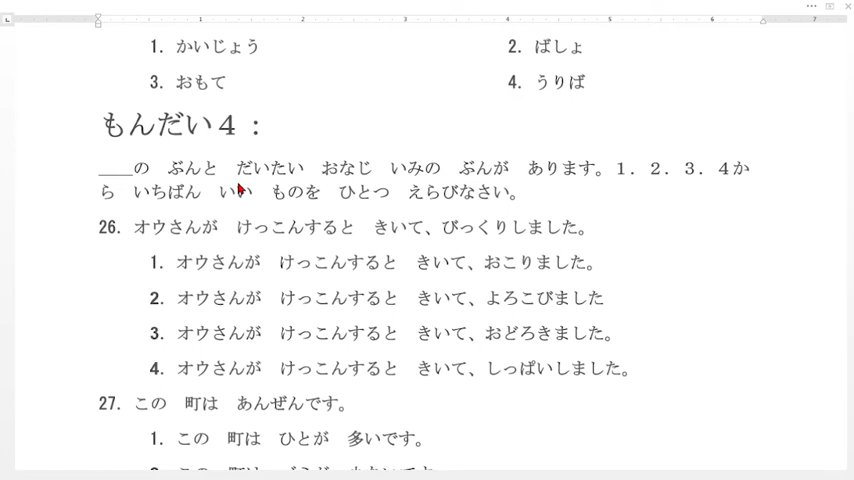 1. かいじょう 2. ばしょ
3. おもて 4. うりば
もんだい４：
＿＿の　ぶんと　だいたい　おなじ　いみの　ぶんが　あります。１．２．３．４か
ら　いちばん　いい　ものを　ひとつ　えらびなさい。
26. オウさんが　けっこんすると　きいて、びっくりしました。
1. オウさんが　けっこんすると　きいて、おこりました。
2. オウさんが　けっこんすると　きいて、よろこびました
3. オウさんが　けっこんすると　きいて、おどろきました。
4. オウさんが　けっこんすると　きいて、しっぱいしました。
27. この　町は　あんぜんです。
1. この　町は　ひとが　多いです。